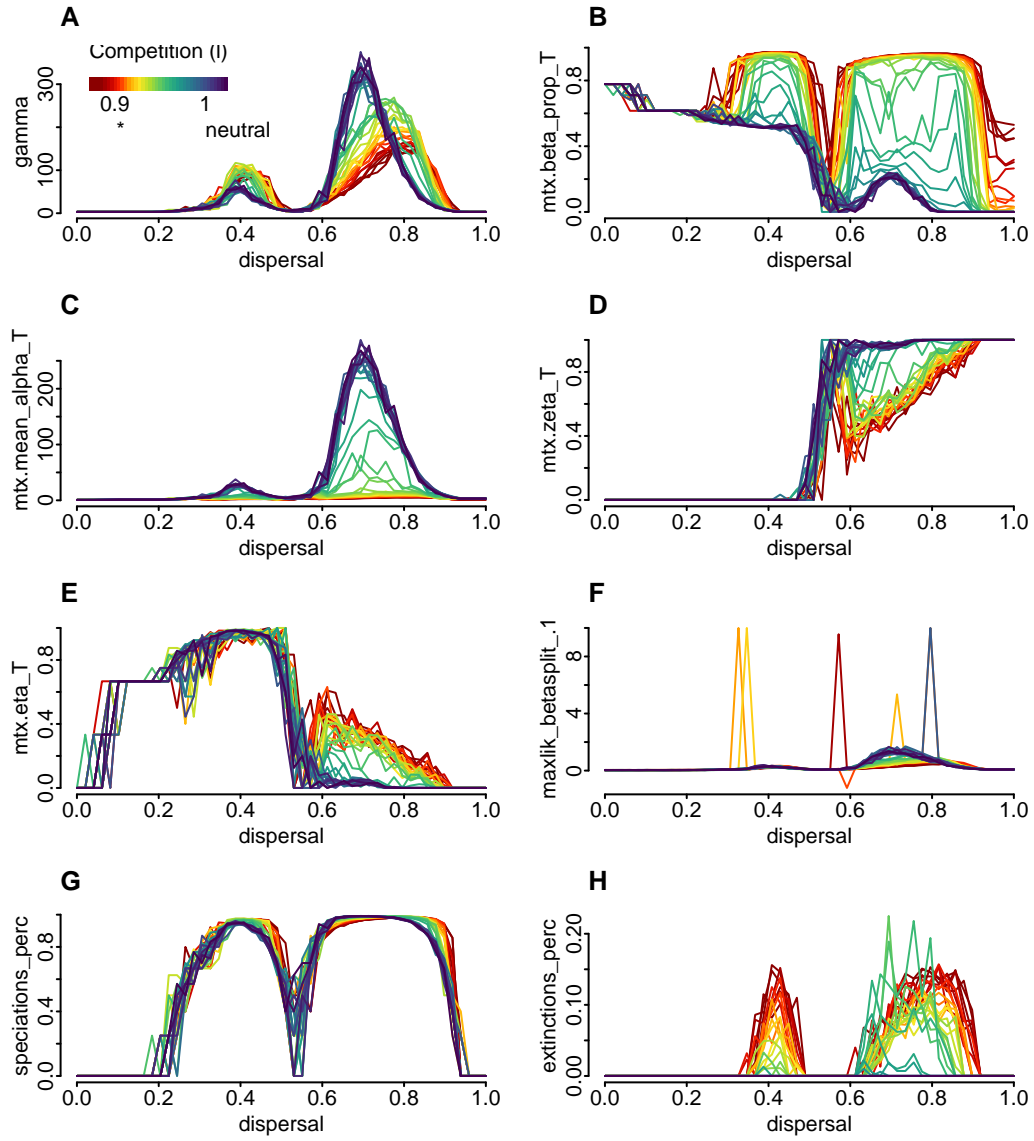 A
Competition (l)
0.9 1
* neutral
gamma
0 100 300
0.0 0.2 0.4 0.6 0.8 1.0
dispersal
B
mtx.beta_prop_T
0.0 0.4 0.8
0.0 0.2 0.4 0.6 0.8 1.0
dispersal
C
mtx.mean_alpha_T
0 100 200
0.0 0.2 0.4 0.6 0.8 1.0
dispersal
D
mtx.zeta_T
0.0 0.4 0.8
0.0 0.2 0.4 0.6 0.8 1.0
dispersal
E
mtx.eta_T
0.0 0.4 0.8
0.0 0.2 0.4 0.6 0.8 1.0
dispersal
F
maxlik_betasplit_.1
0 4 8
0.0 0.2 0.4 0.6 0.8 1.0
dispersal
G
speciations_perc
0.0 0.4 0.8
0.0 0.2 0.4 0.6 0.8 1.0
dispersal
H
extinctions_perc
0.00 0.10 0.20
0.0 0.2 0.4 0.6 0.8 1.0
dispersal